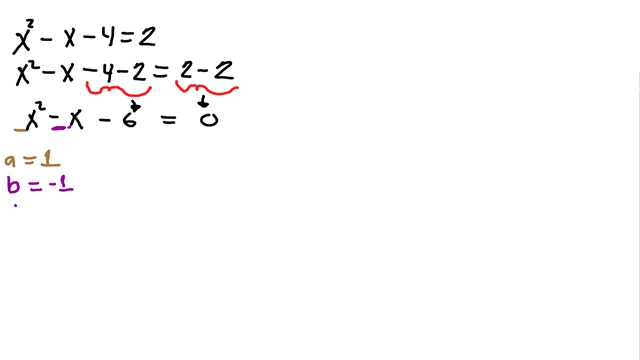 x² - x - 4 = 2
x² - x - 4 - 2 = 2 - 2
x² - x - 6 = 0
a = 1
b = -1